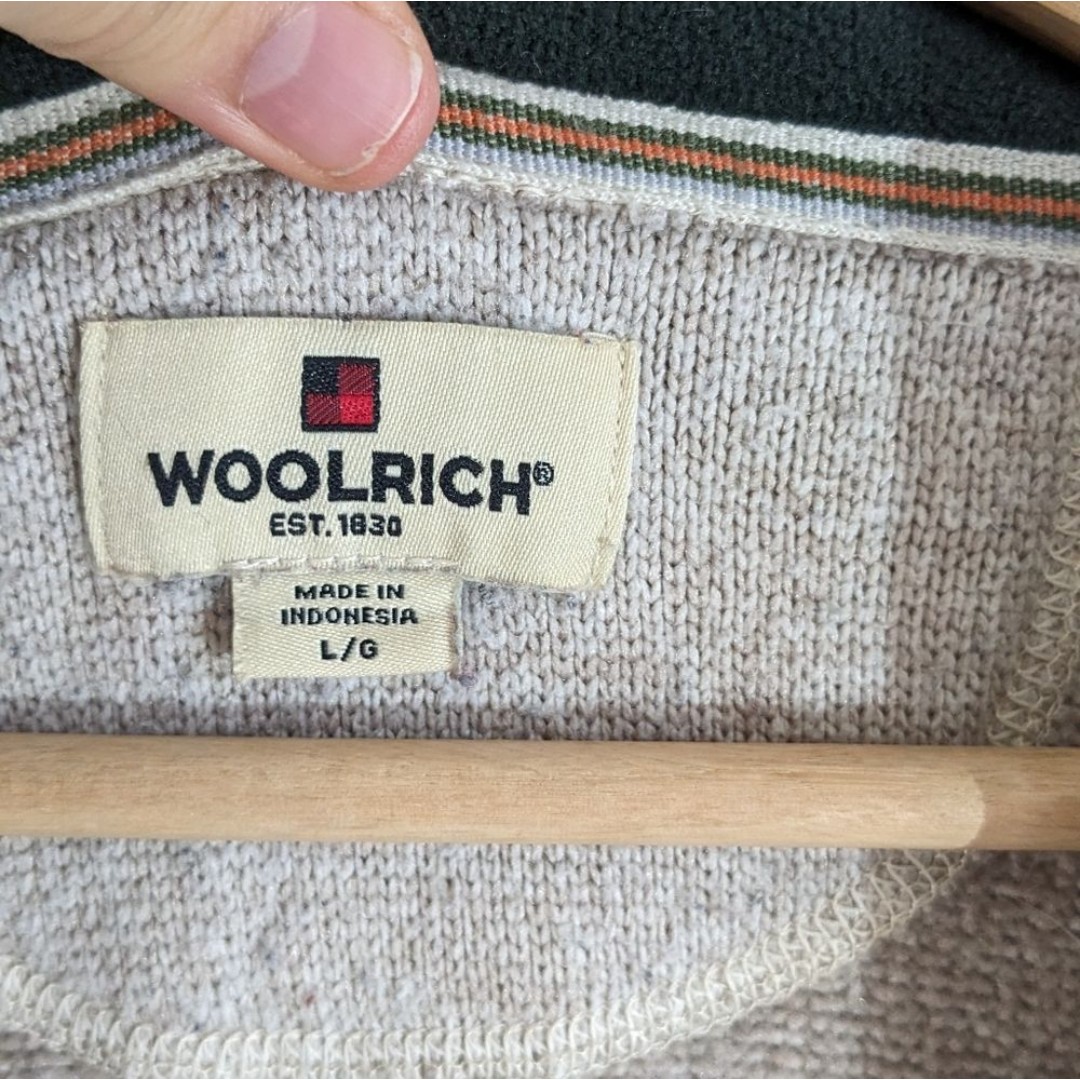 WOOLRICH®
EST. 1830
MADE IN
INDONESIA
L/G